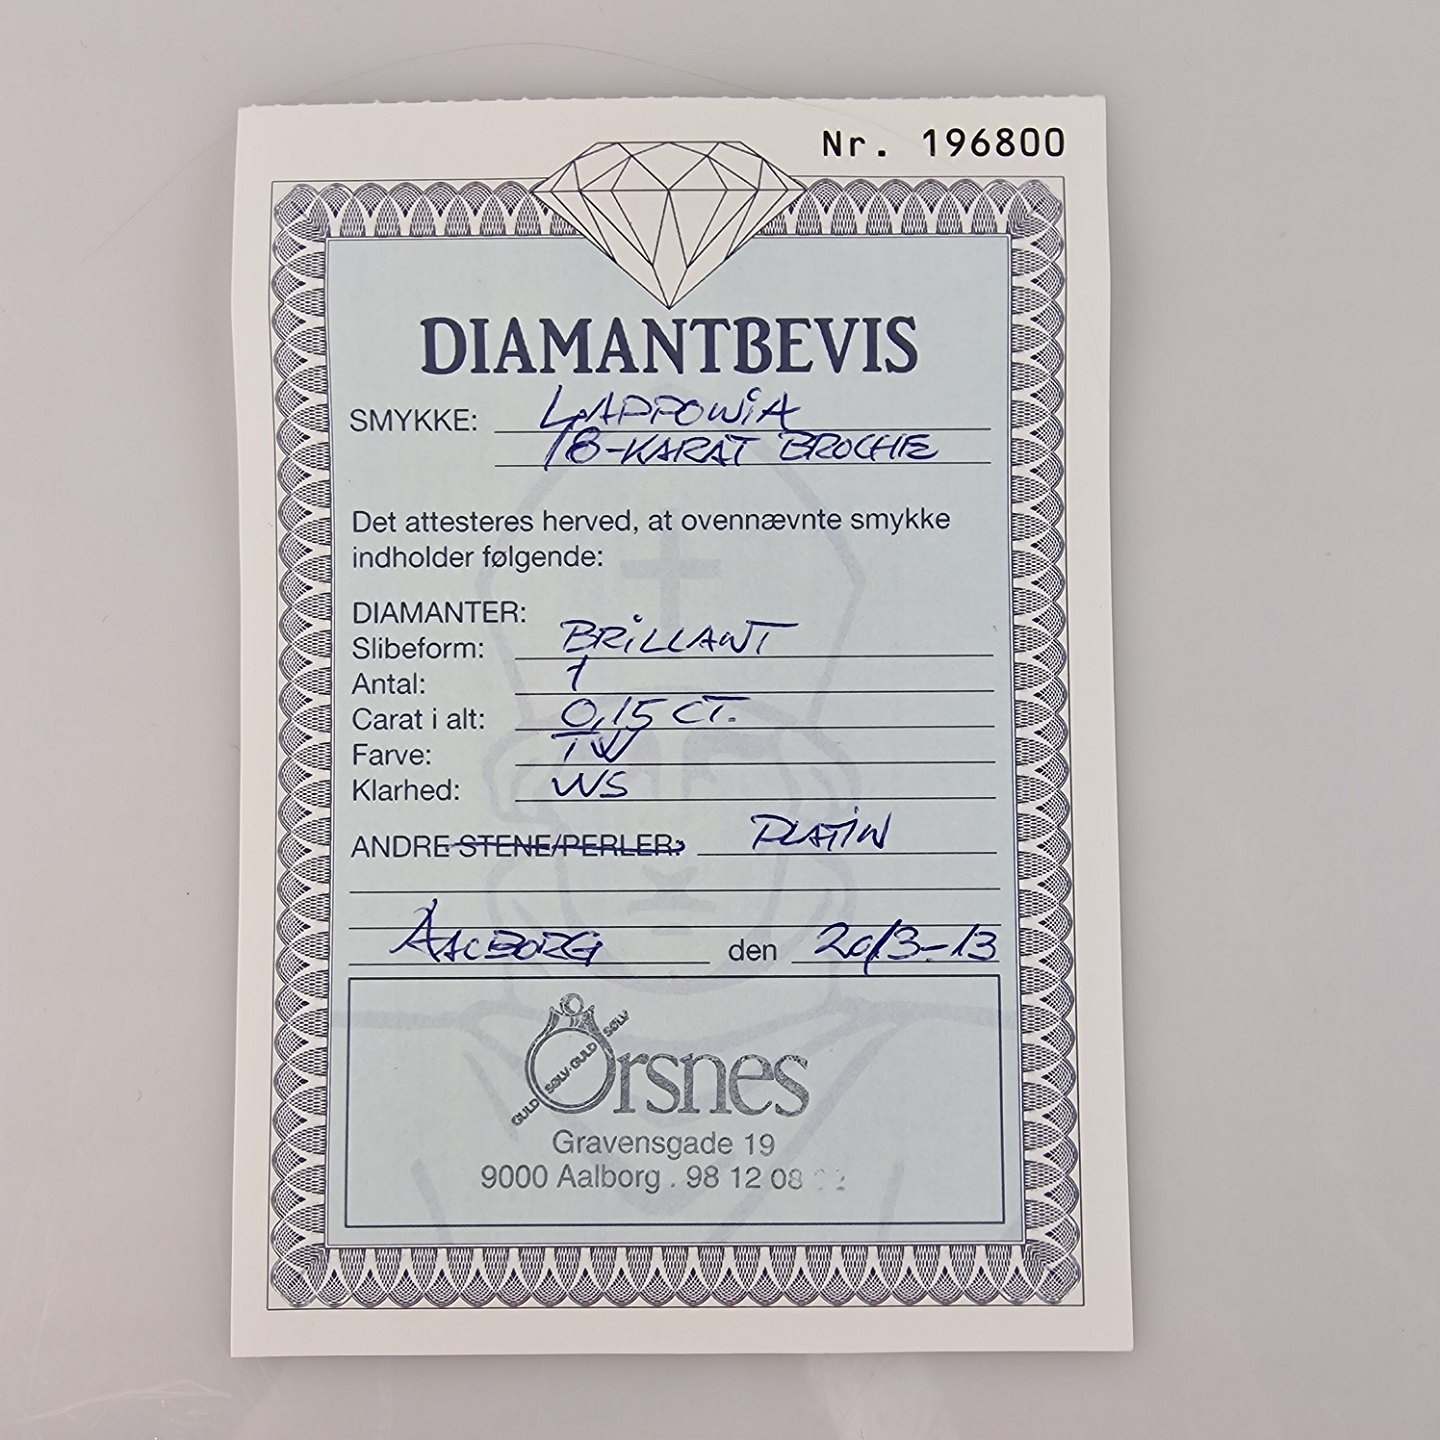 Nr. 196800
DIAMANTBEVIS
SMYKKE: LAPPONIA
18-KARAT BROCHE
Det attesteres herved, at ovennævnte smykke
indholder følgende:
DIAMANTER:
Slibeform: BRILLANT
Antal: 1
Carat i alt: 0,15 CT.
Farve: TW
Klarhed: VVS
ANDRE STENE/PERLER: PLATIN
AALBORG den 20/3-13
Ørsnes
GULD SØLV·GULD SØLV
Gravensgade 19
9000 Aalborg . 98 12 08